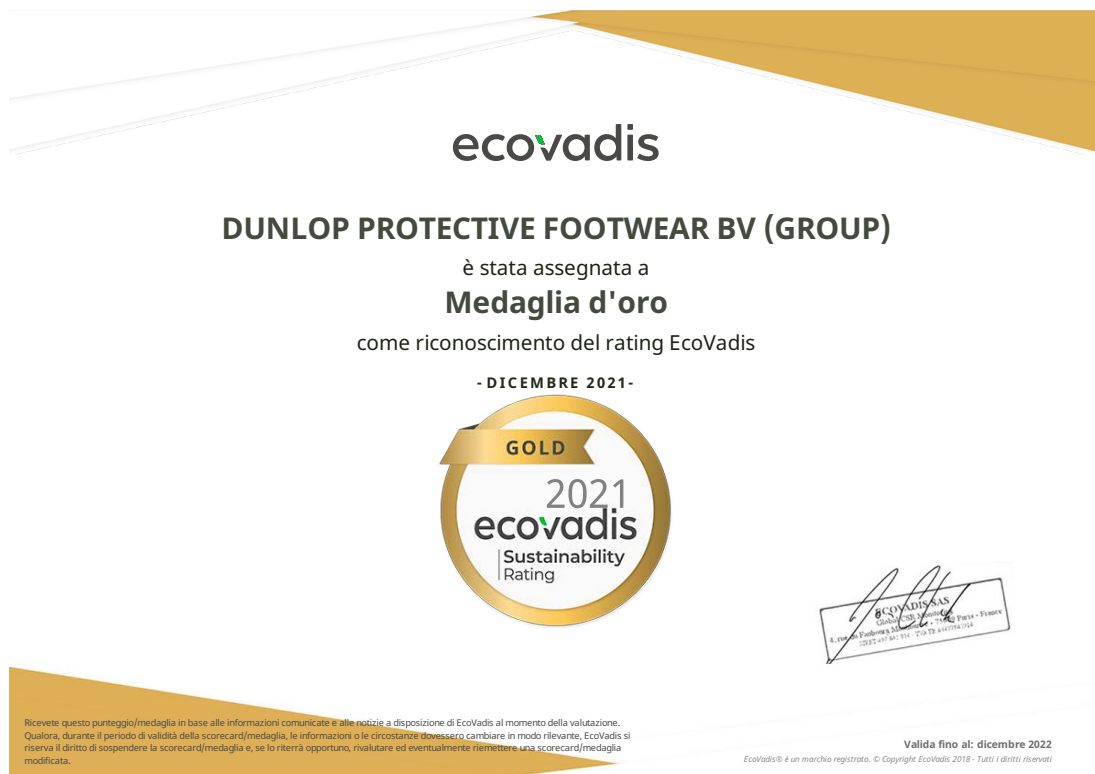 ecovadis
DUNLOP PROTECTIVE FOOTWEAR BV (GROUP)
è stata assegnata a
Medaglia d'oro
come riconoscimento del rating EcoVadis
-DICEMBRE 2021-
GOLD
2021
ecovadis
Sustainability
Rating
ECOVADIS SAS
Global CSR
Paris - France
Ricevete questo punteggio/medaglia in base alle informazioni comunicate e alle notizie a disposizione di EcoVadis al momento della valutazione.
Qualora, durante il periodo di validità della scorecard/medaglia, le informazioni o le circostanze dovessero cambiare in modo rilevante, EcoVadis si
riserva il diritto di sospendere la scorecard/medaglia e, se lo riterrà opportuno, rivalutare ed eventualmente riemettere una scorecard/medaglia
modificata.
Valida fino al: dicembre 2022
EcoVadis® è un marchio registrato. © Copyright EcoVadis 2018 - Tutti i diritti riservati